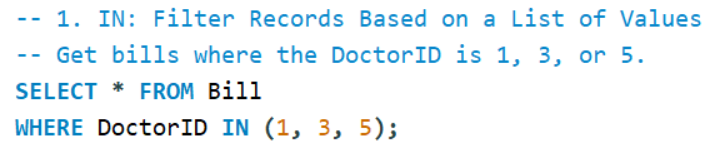 -- 1. IN: Filter Records Based on a List of Values
-- Get bills where the DoctorID is 1, 3, or 5.
SELECT * FROM Bill
WHERE DoctorID IN (1, 3, 5);